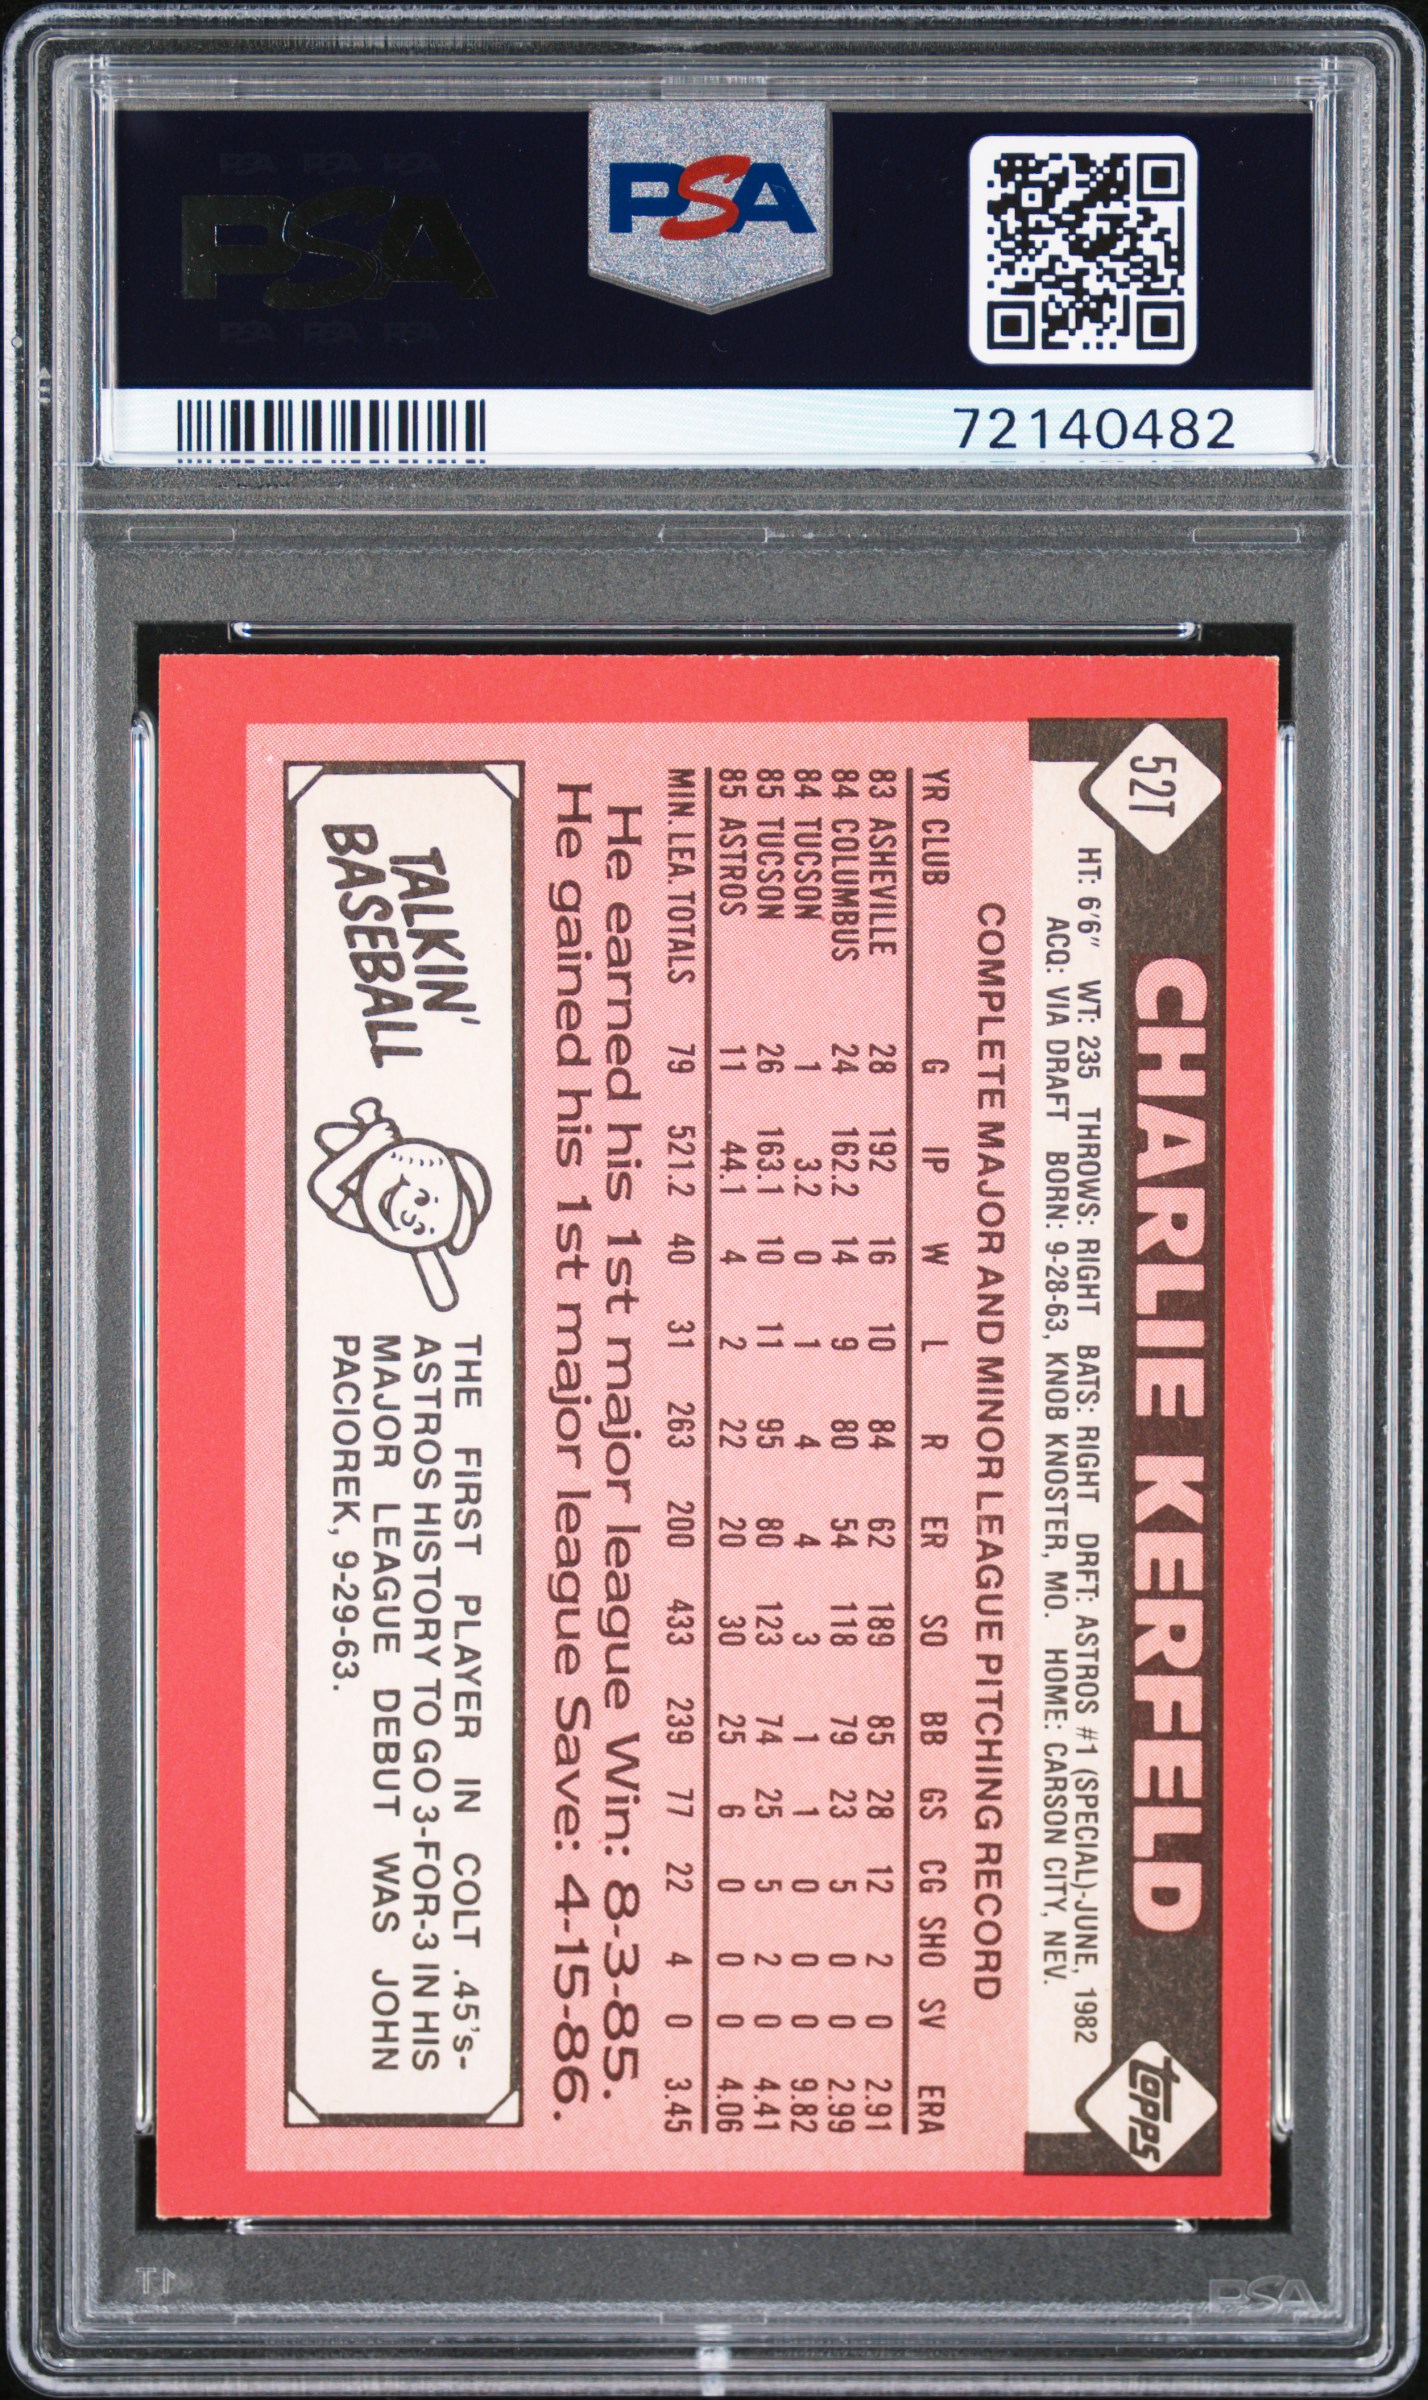 PSA PSA PSA
PSA
PSA PSA PSA
PSA
72140482
52T
CHARLIE KERFELD
topps
HT: 6'6" WT: 235 THROWS: RIGHT BATS: RIGHT DRFT: ASTROS #1 (SPECIAL)-JUNE, 1982
ACQ: VIA DRAFT BORN: 9-28-63, KNOB KNOSTER, MO. HOME: CARSON CITY, NEV.
COMPLETE MAJOR AND MINOR LEAGUE PITCHING RECORD
YR CLUB G IP W L R ER SO BB GS CG SHO SV ERA
83 ASHEVILLE 28 192 16 10 84 62 189 85 28 12 2 0 2.91
84 COLUMBUS 24 162.2 14 9 80 54 118 79 23 5 0 0 2.99
84 TUCSON 1 3.2 0 1 4 4 3 1 1 0 0 0 9.82
85 TUCSON 26 163.1 10 11 95 80 123 74 25 5 2 0 4.41
85 ASTROS 11 44.1 4 2 22 20 30 25 6 0 0 0 4.06
MIN. LEA. TOTALS 79 521.2 40 31 263 200 433 239 77 22 4 0 3.45
He earned his 1st major league Win: 8-3-85.
He gained his 1st major league Save: 4-15-86.
TALKIN'
BASEBALL
THE FIRST PLAYER IN COLT .45's-
ASTROS HISTORY TO GO 3-FOR-3 IN HIS
MAJOR LEAGUE DEBUT WAS JOHN
PACIOREK, 9-29-63.
PSA